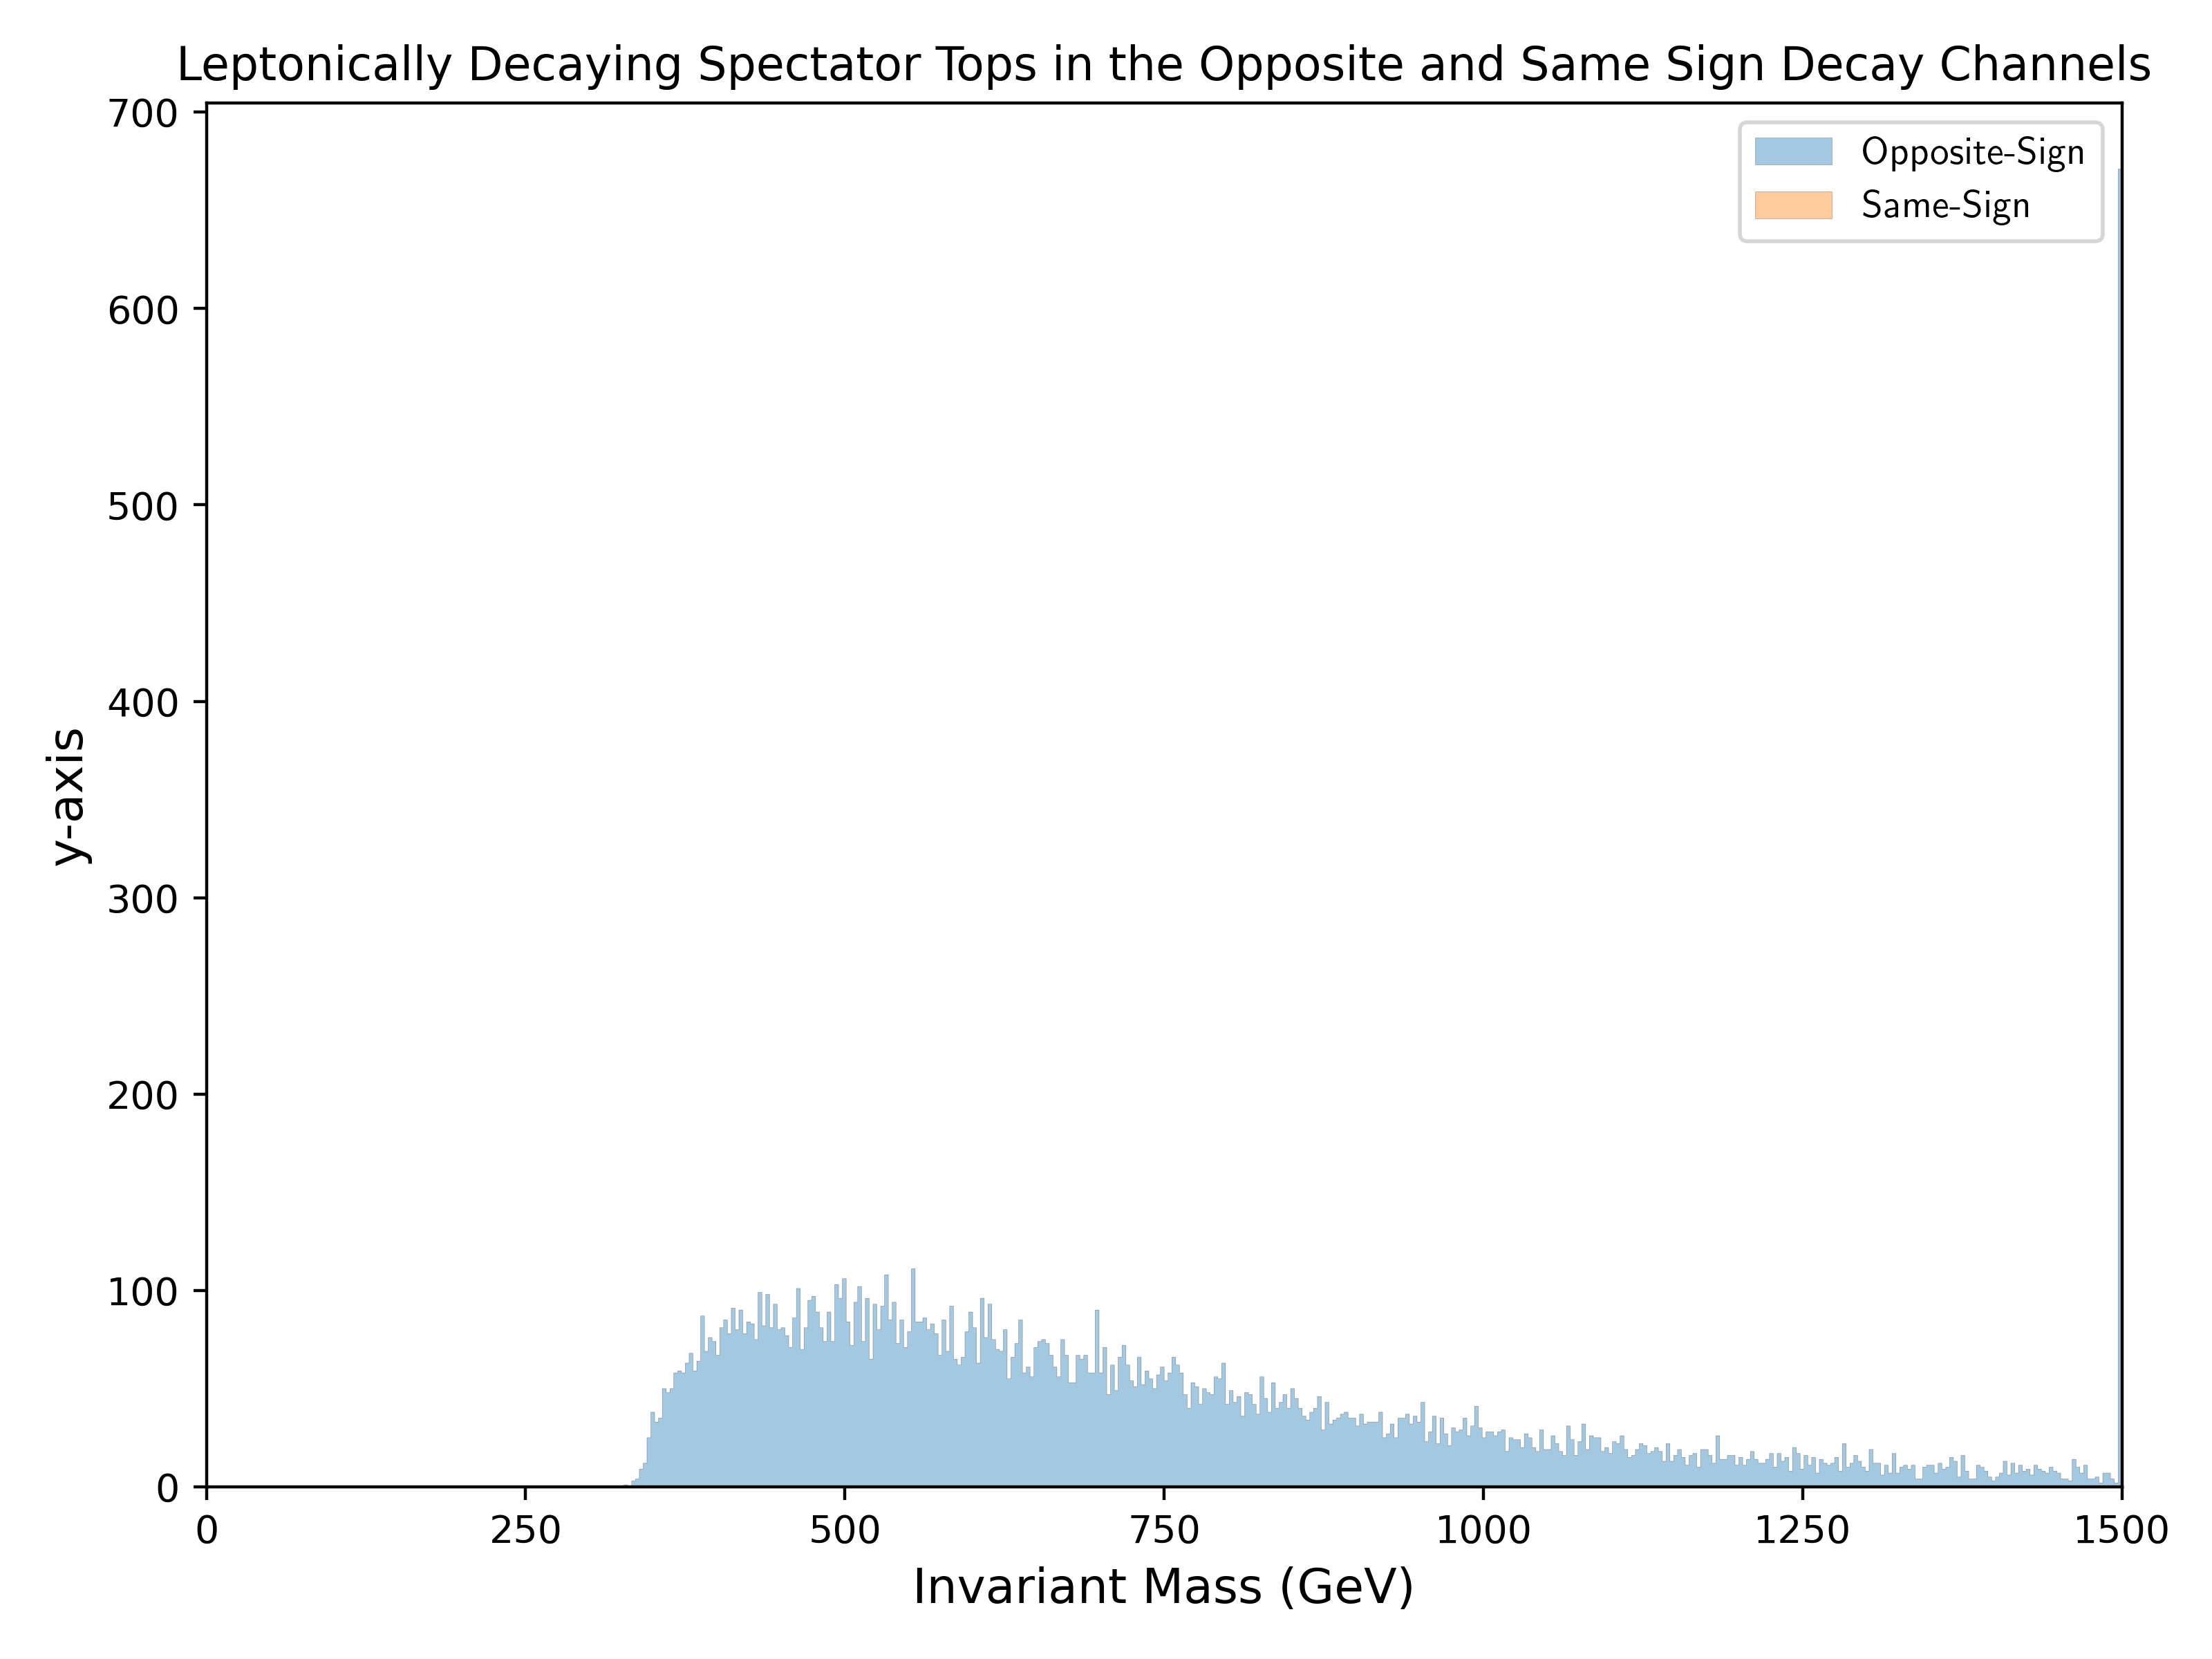 Leptonically Decaying Spectator Tops in the Opposite and Same Sign Decay Channels
Opposite-Sign
Same-Sign
y-axis
700
600
500
400
300
200
100
0
0 250 500 750 1000 1250 1500
Invariant Mass (GeV)